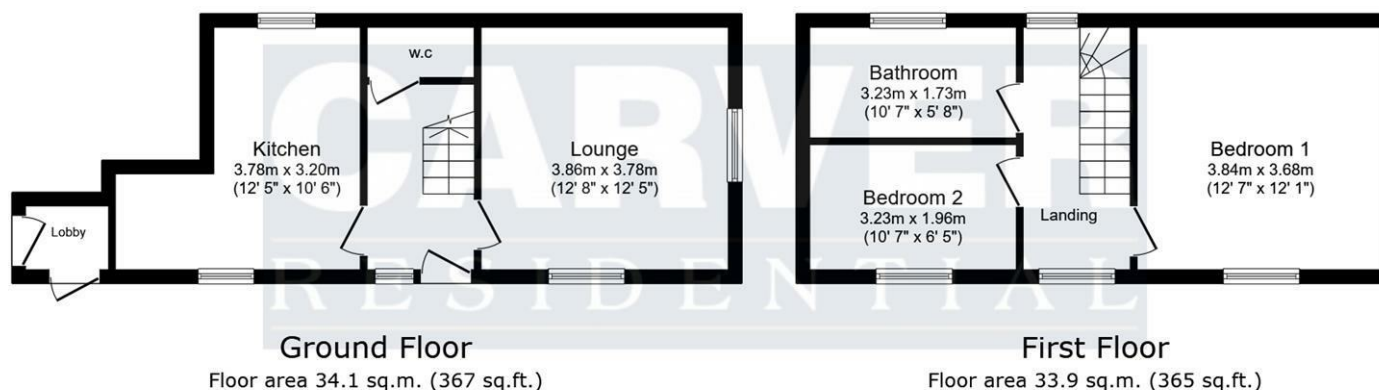 w.c
Kitchen
3.78m x 3.20m
(12' 5" x 10' 6")
Lounge
3.86m x 3.78m
(12' 8" x 12' 5")
Lobby
Ground Floor
Floor area 34.1 sq.m. (367 sq.ft.)
Bathroom
3.23m x 1.73m
(10' 7" x 5' 8")
Bedroom 2
3.23m x 1.96m
(10' 7" x 6' 5")
Landing
Bedroom 1
3.84m x 3.68m
(12' 7" x 12' 1")
First Floor
Floor area 33.9 sq.m. (365 sq.ft.)
CARVER
RESIDENTIAL